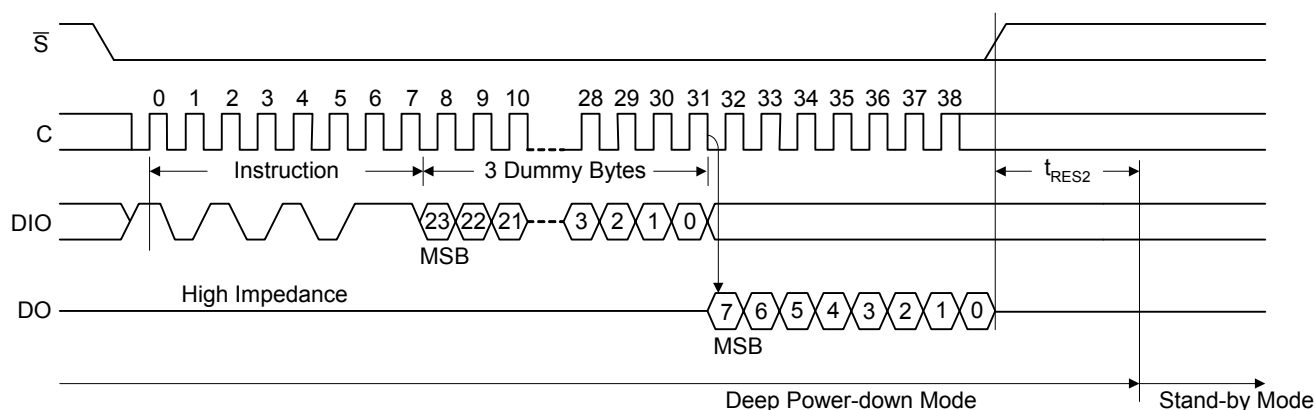 S
0 1 2 3 4 5 6 7 8 9 10 28 29 30 31 32 33 34 35 36 37 38
C
Instruction 3 Dummy Bytes tRES2
DIO 23 22 21 3 2 1 0
MSB
High Impedance
DO 7 6 5 4 3 2 1 0
MSB
Deep Power-down Mode Stand-by Mode